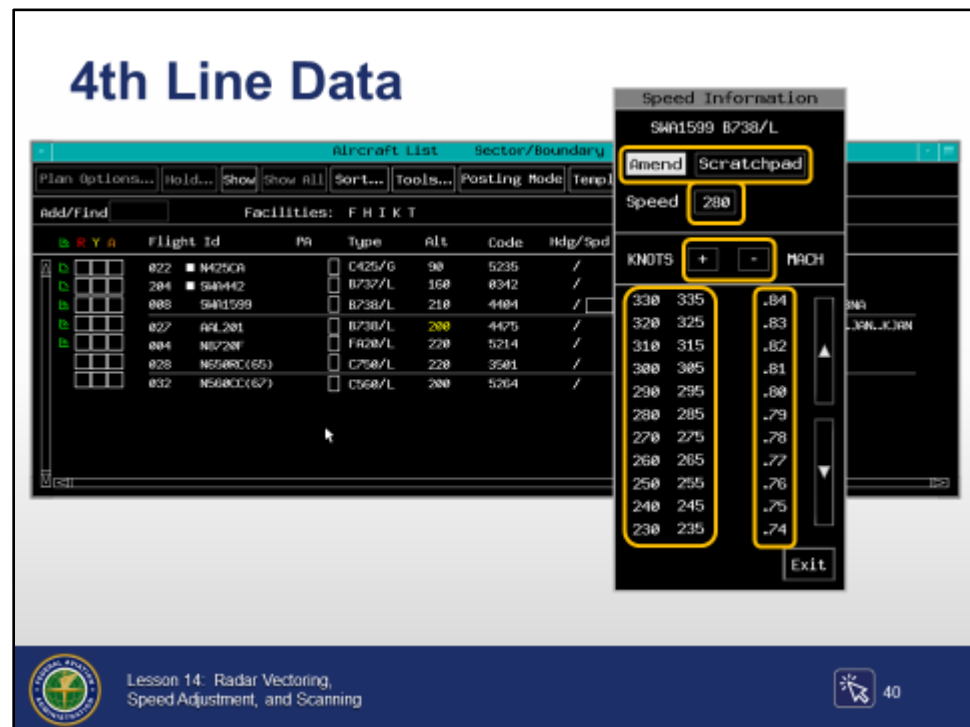 4th Line Data
Aircraft List Sector/Boundary
Plan Options... Hold... Show Show All Sort... Tools... Posting Mode Templ
Add/Find Facilities: F H I K T
R Y A Flight Id PA Type Alt Code Hdg/Spd
022 N425CA C425/G 90 5235 /
204 SWA442 B737/L 160 0342 /
008 SWA1599 B738/L 210 4404 /
027 AAL201 B738/L 200 4475 / .JAN..KJAN
004 N8720F FA20/L 220 5214 /
028 N650RC(65) C750/L 220 3501 /
032 N560CC(67) C560/L 200 5264 /
Speed Information
SWA1599 B738/L
Amend Scratchpad
Speed 280
KNOTS + - MACH
330 335 .84
320 325 .83
310 315 .82
300 305 .81
290 295 .80
280 285 .79
270 275 .78
260 265 .77
250 255 .76
240 245 .75
230 235 .74
Exit
Lesson 14: Radar Vectoring,
Speed Adjustment, and Scanning
40